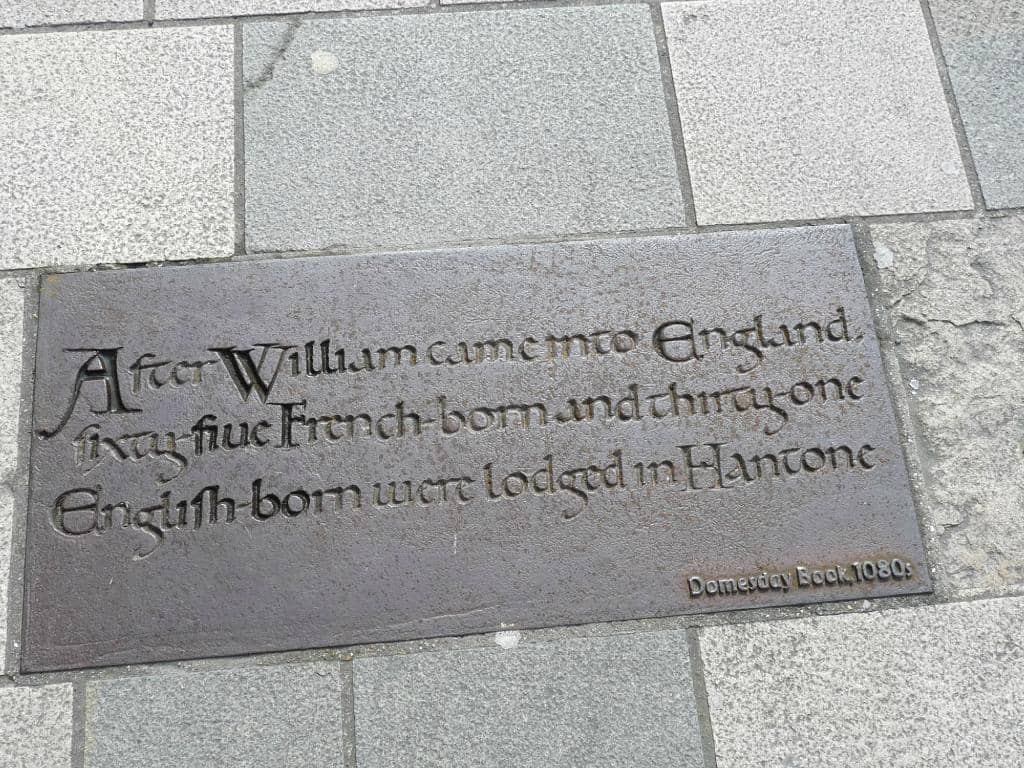 After William came into England,
sixty-five French-born and thirty-one
English-born were lodged in Hantone
Domesday Book, 1080s